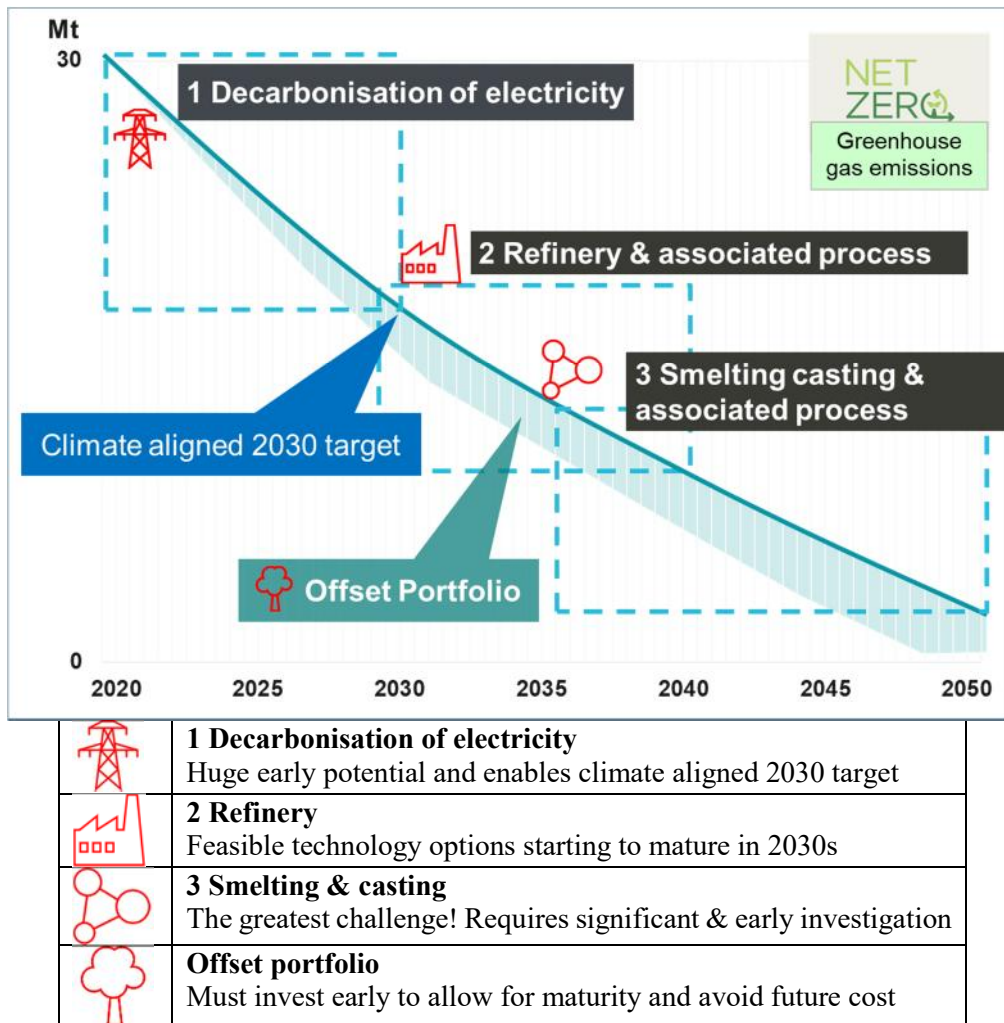 Mt
30
1 Decarbonisation of electricity
NET
ZERO
Greenhouse
gas emissions
2 Refinery & associated process
3 Smelting casting &
associated process
Climate aligned 2030 target
Offset Portfolio
0
2020 2025 2030 2035 2040 2045 2050
1 Decarbonisation of electricity
Huge early potential and enables climate aligned 2030 target
2 Refinery
Feasible technology options starting to mature in 2030s
3 Smelting & casting
The greatest challenge! Requires significant & early investigation
Offset portfolio
Must invest early to allow for maturity and avoid future cost